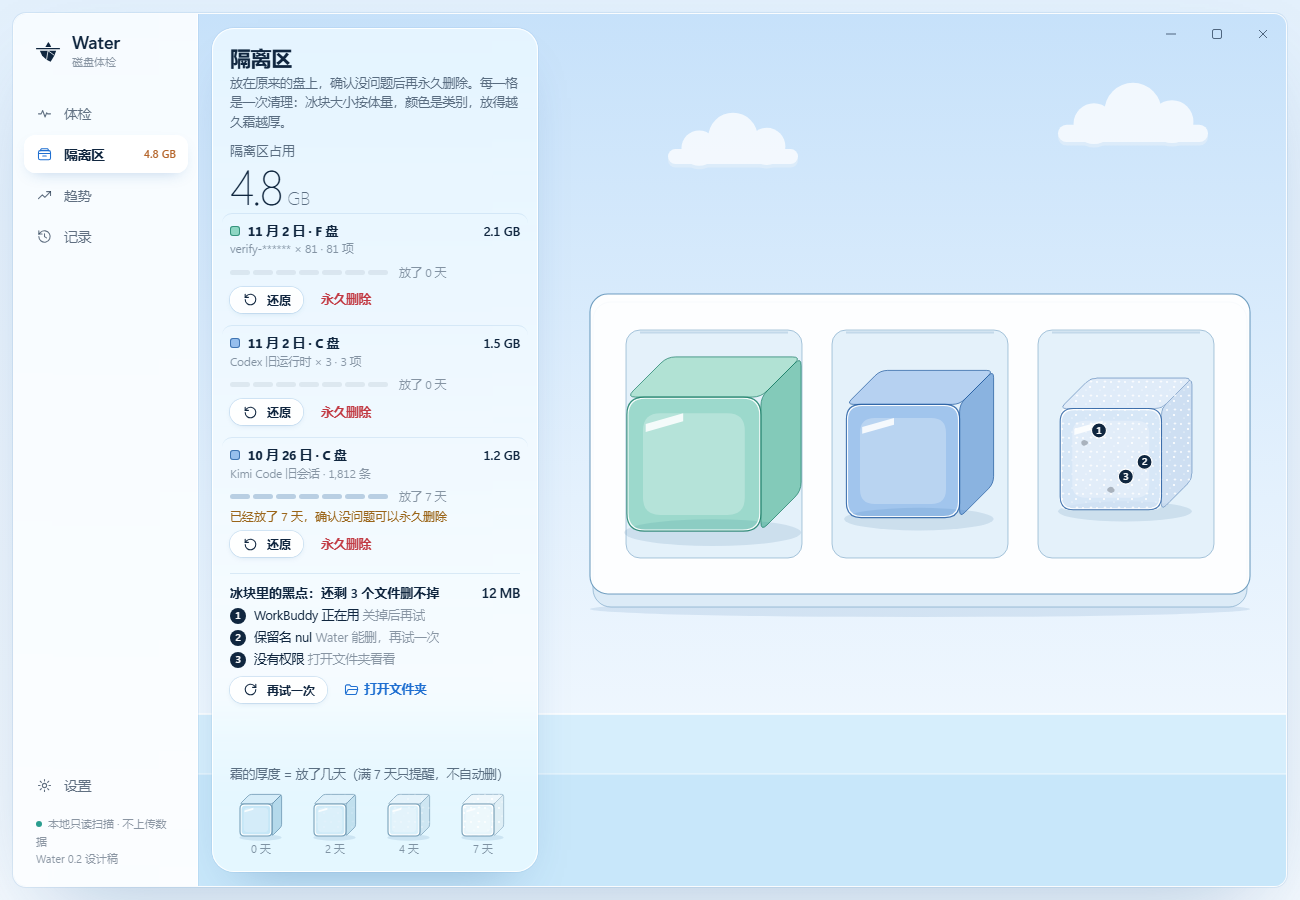 Water
磁盘体检
体检
隔离区 4.8 GB
趋势
记录
设置
本地只读扫描 · 不上传数
据
Water 0.2 设计稿
隔离区
放在原来的盘上，确认没问题后再永久删除。每一格
是一次清理：冰块大小按体量，颜色是类别，放得越
久霜越厚。
隔离区占用
4.8 GB
11 月 2 日 · F 盘 2.1 GB
verify-****** × 81 · 81 项
放了 0 天
还原 永久删除
11 月 2 日 · C 盘 1.5 GB
Codex 旧运行时 × 3 · 3 项
放了 0 天
还原 永久删除
10 月 26 日 · C 盘 1.2 GB
Kimi Code 旧会话 · 1,812 条
放了 7 天
已经放了 7 天，确认没问题可以永久删除
还原 永久删除
冰块里的黑点：还剩 3 个文件删不掉 12 MB
1 WorkBuddy 正在用 关掉后再试
2 保留名 nul Water 能删，再试一次
3 没有权限 打开文件夹看看
再试一次 打开文件夹
霜的厚度 = 放了几天（满 7 天只提醒，不自动删）
0 天 2 天 4 天 7 天
1
2
3